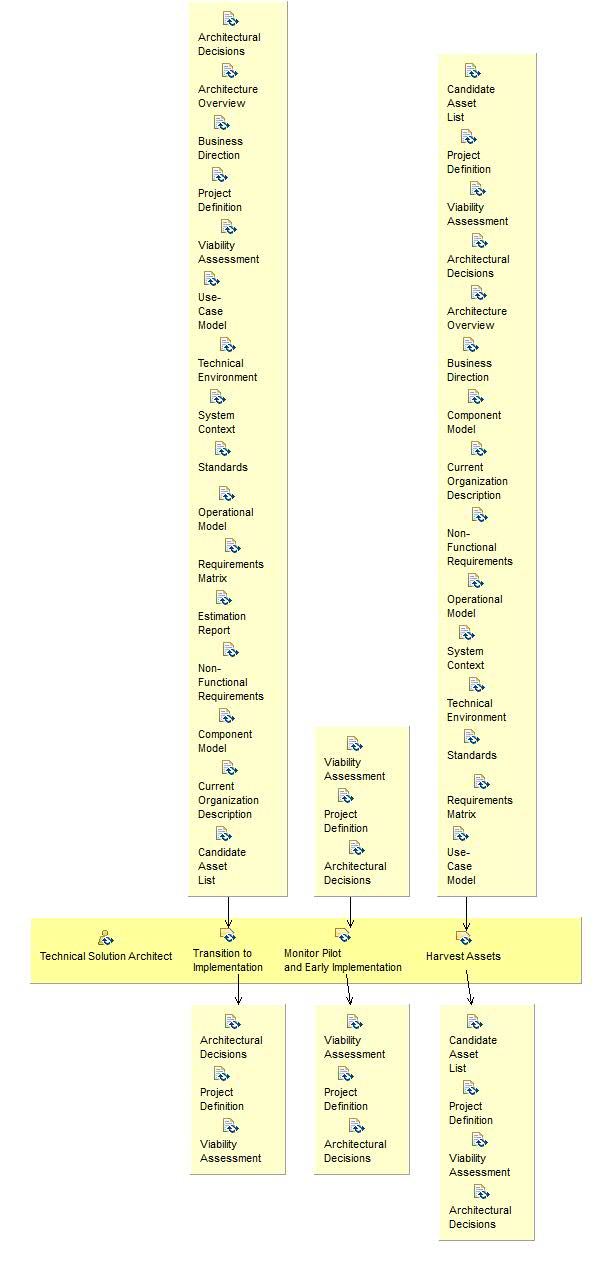 Architectural
Decisions
Architecture
Overview
Business
Direction
Project
Definition
Viability
Assessment
Use-
Case
Model
Technical
Environment
System
Context
Standards
Operational
Model
Requirements
Matrix
Estimation
Report
Non-
Functional
Requirements
Component
Model
Current
Organization
Description
Candidate
Asset
List
Viability
Assessment
Project
Definition
Architectural
Decisions
Candidate
Asset
List
Project
Definition
Viability
Assessment
Architectural
Decisions
Architecture
Overview
Business
Direction
Component
Model
Current
Organization
Description
Non-
Functional
Requirements
Operational
Model
System
Context
Technical
Environment
Standards
Requirements
Matrix
Use-
Case
Model
Technical Solution Architect
Transition to
Implementation
Monitor Pilot
and Early Implementation
Harvest Assets
Architectural
Decisions
Project
Definition
Viability
Assessment
Viability
Assessment
Project
Definition
Architectural
Decisions
Candidate
Asset
List
Project
Definition
Viability
Assessment
Architectural
Decisions